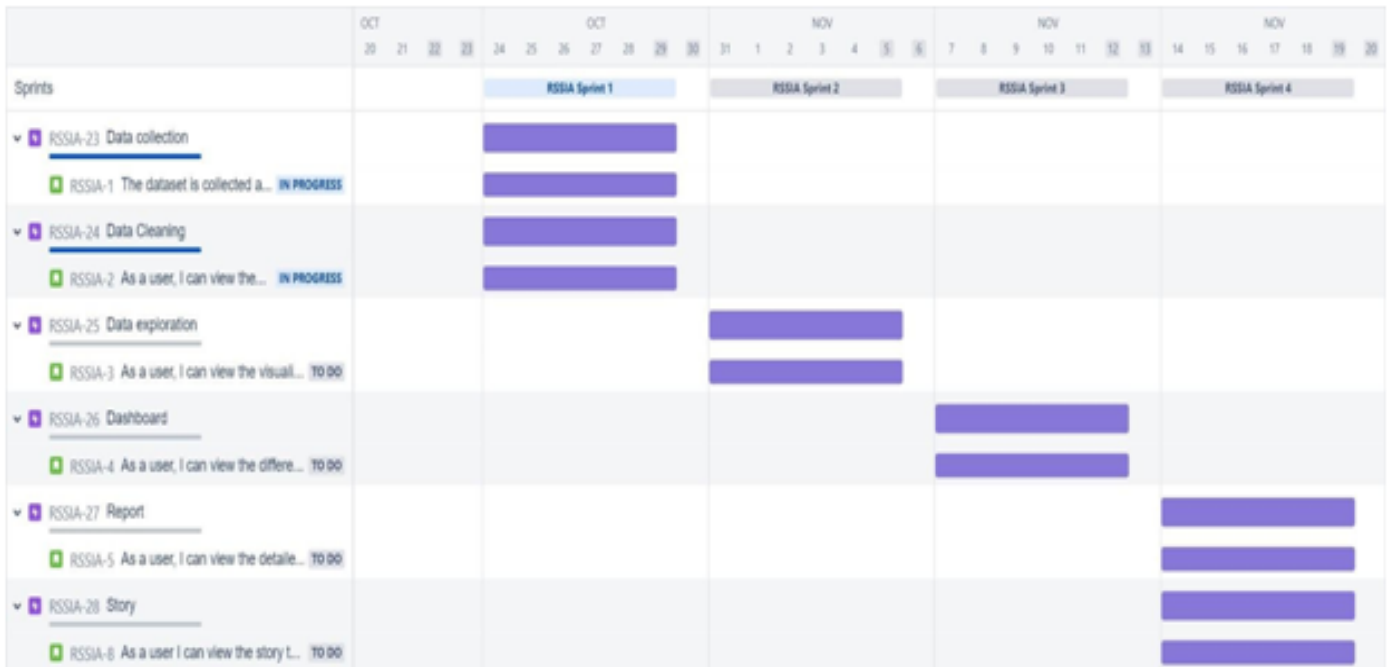 OCT OCT NOV NOV NOV
20 21 22 23 24 25 26 27 28 29 30 31 1 2 3 4 5 6 7 8 9 10 11 12 13 14 15 16 17 18 19 20
Sprints RSSIA Sprint 1 RSSIA Sprint 2 RSSIA Sprint 3 RSSIA Sprint 4
RSSIA-23 Data collection
RSSIA-1 The dataset is collected a... IN PROGRESS
RSSIA-24 Data Cleaning
RSSIA-2 As a user, I can view the... IN PROGRESS
RSSIA-25 Data exploration
RSSIA-3 As a user, I can view the visuali... TO DO
RSSIA-26 Dashboard
RSSIA-4 As a user, I can view the differe... TO DO
RSSIA-27 Report
RSSIA-5 As a user, I can view the detaile... TO DO
RSSIA-28 Story
RSSIA-8 As a user I can view the story t... TO DO